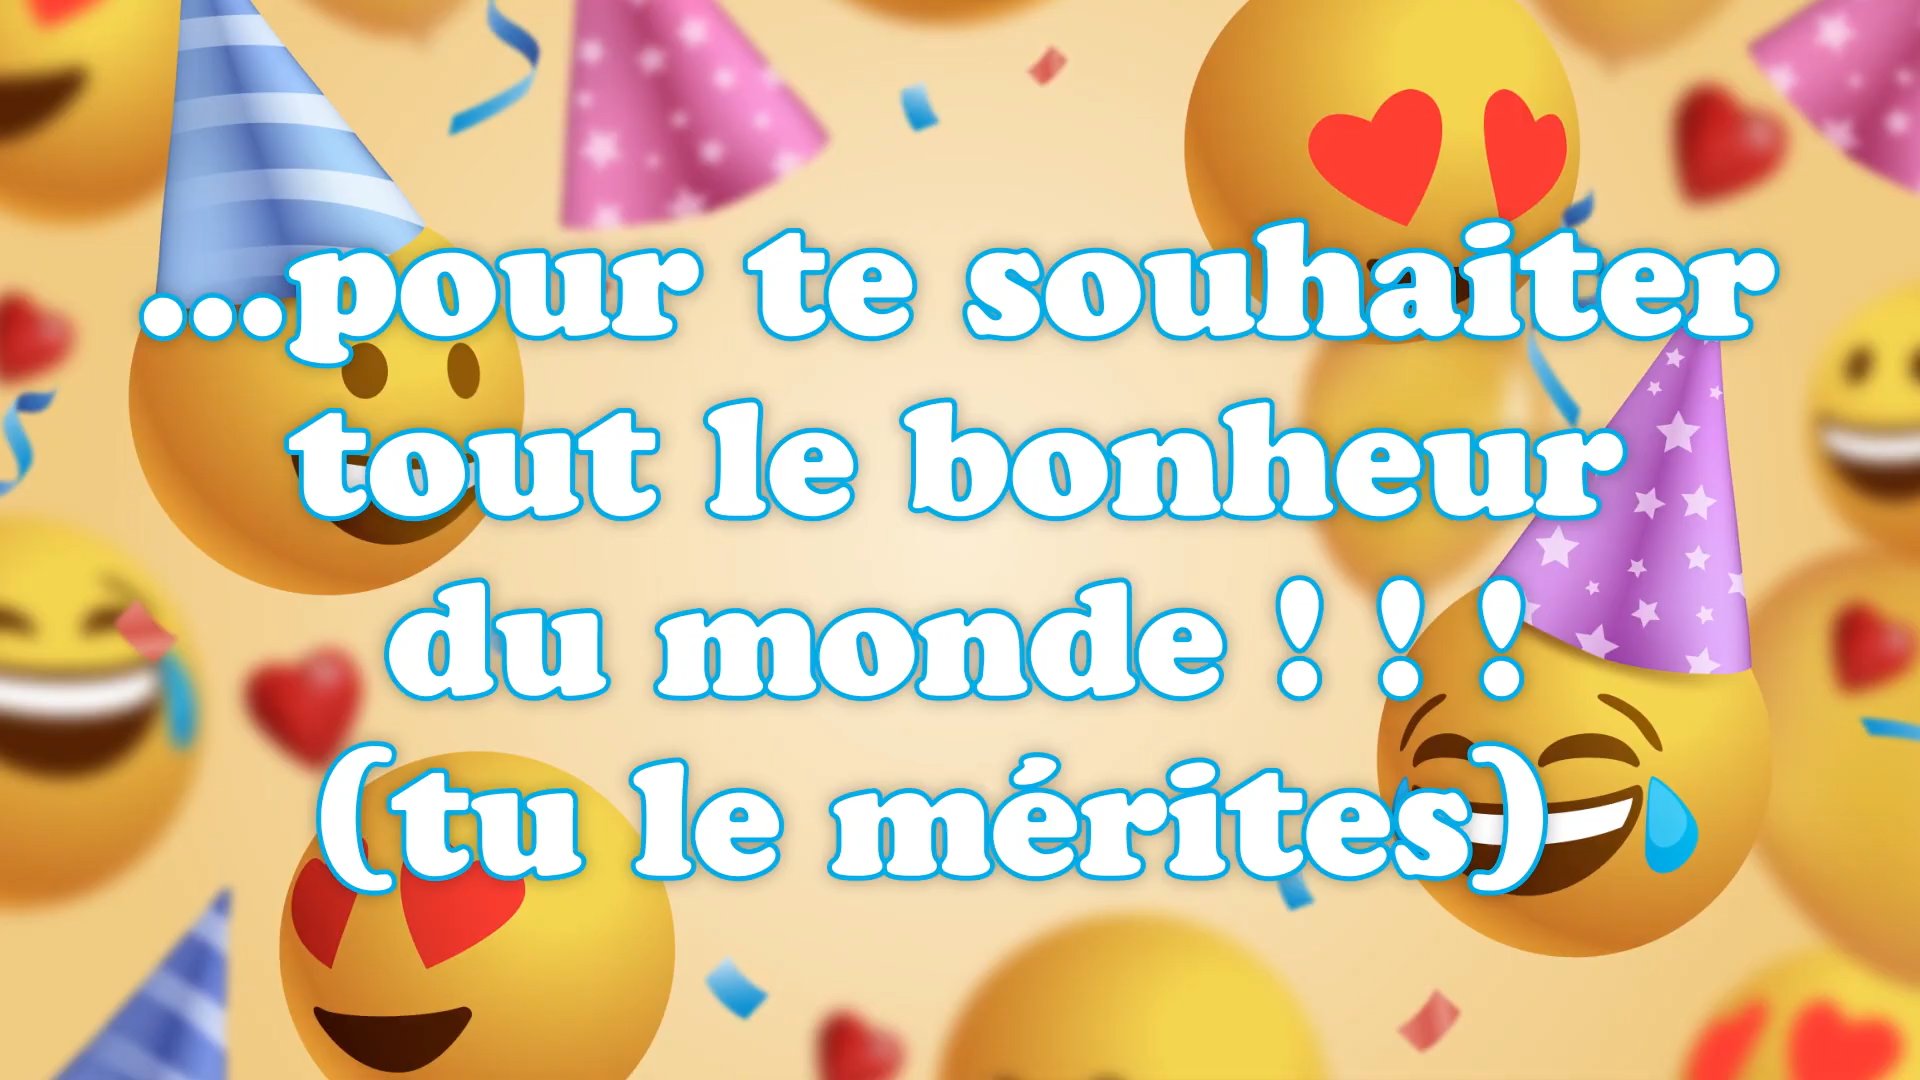 ...pour te souhaiter
tout le bonheur
du monde ! ! !
(tu le mérites)